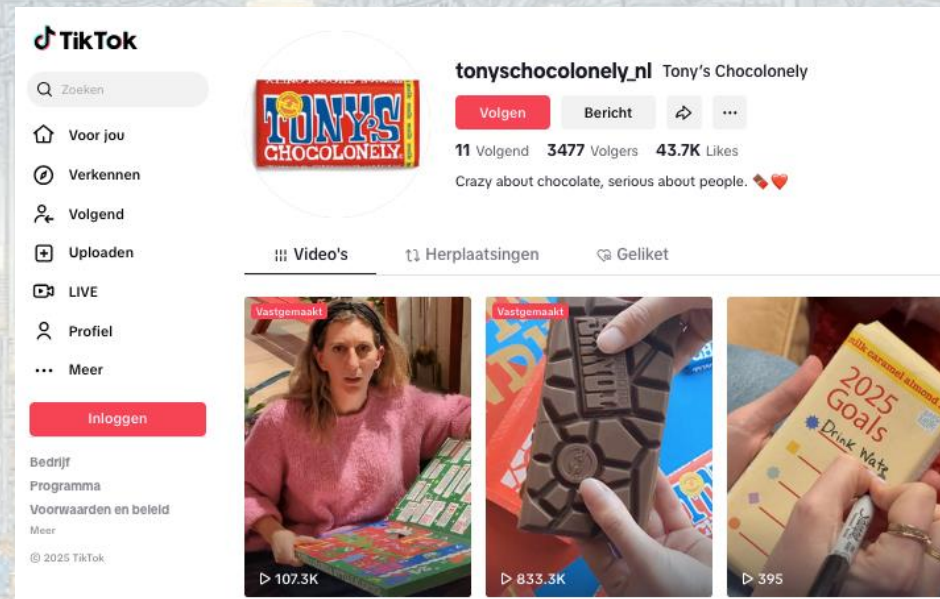 TikTok
Zoeken
Voor jou
Verkennen
Volgend
Uploaden
LIVE
Profiel
Meer
Inloggen
Bedrijf
Programma
Voorwaarden en beleid
Meer
© 2025 TikTok
TONY'S
CHOCOLONELY
tonyschocolonely_nl Tony's Chocolonely
Volgen Bericht
11 Volgend 3477 Volgers 43.7K Likes
Crazy about chocolate, serious about people. 🍫❤️
Video's Herplaatsingen Geliket
Vastgemaakt
107.3K
Vastgemaakt
TONY'S
833.3K
milk caramel almond
2025
Goals
Drink Wate
395